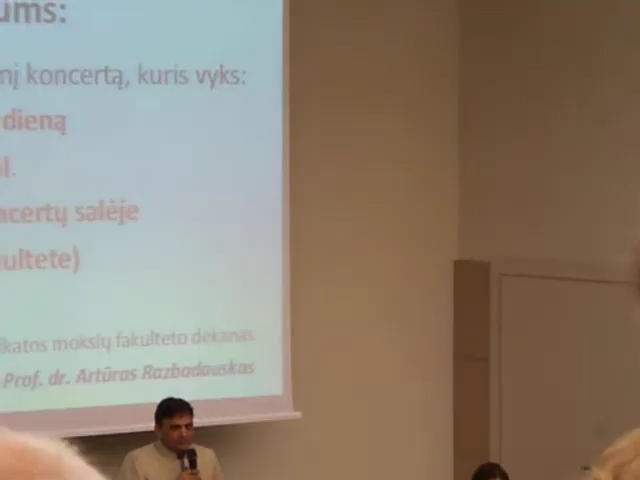 ums:
nį koncertą, kuris vyks:
dieną
l.
ncertų salėje
ultete)
katos mokslų fakulteto dekanas
Prof. dr. Artūras Razbadauskas